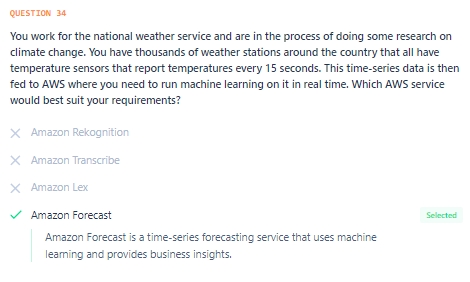 QUESTION 34
You work for the national weather service and are in the process of doing some research on
climate change. You have thousands of weather stations around the country that all have
temperature sensors that report temperatures every 15 seconds. This time-series data is then
fed to AWS where you need to run machine learning on it in real time. Which AWS service
would best suit your requirements?
Amazon Rekognition
Amazon Transcribe
Amazon Lex
Amazon Forecast
Selected
Amazon Forecast is a time-series forecasting service that uses machine
learning and provides business insights.